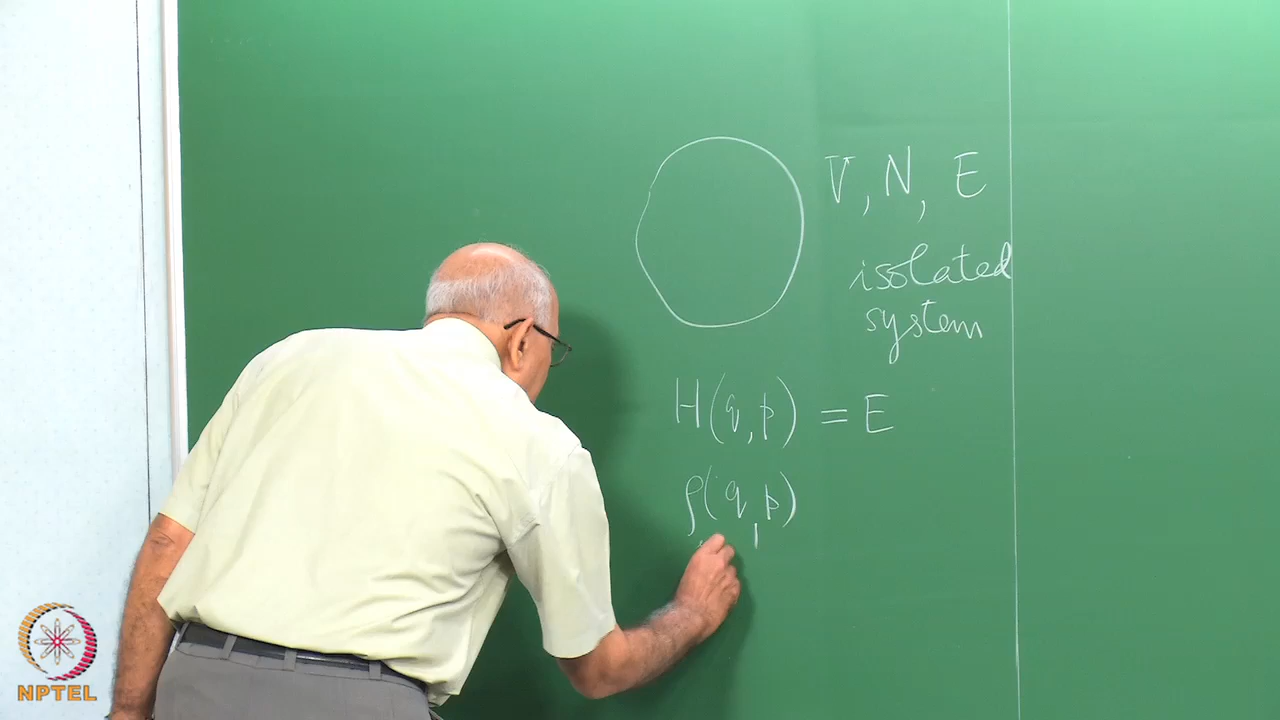 V, N, E
isolated
system
H(q, p) = E
ρ(q, p)
NPTEL